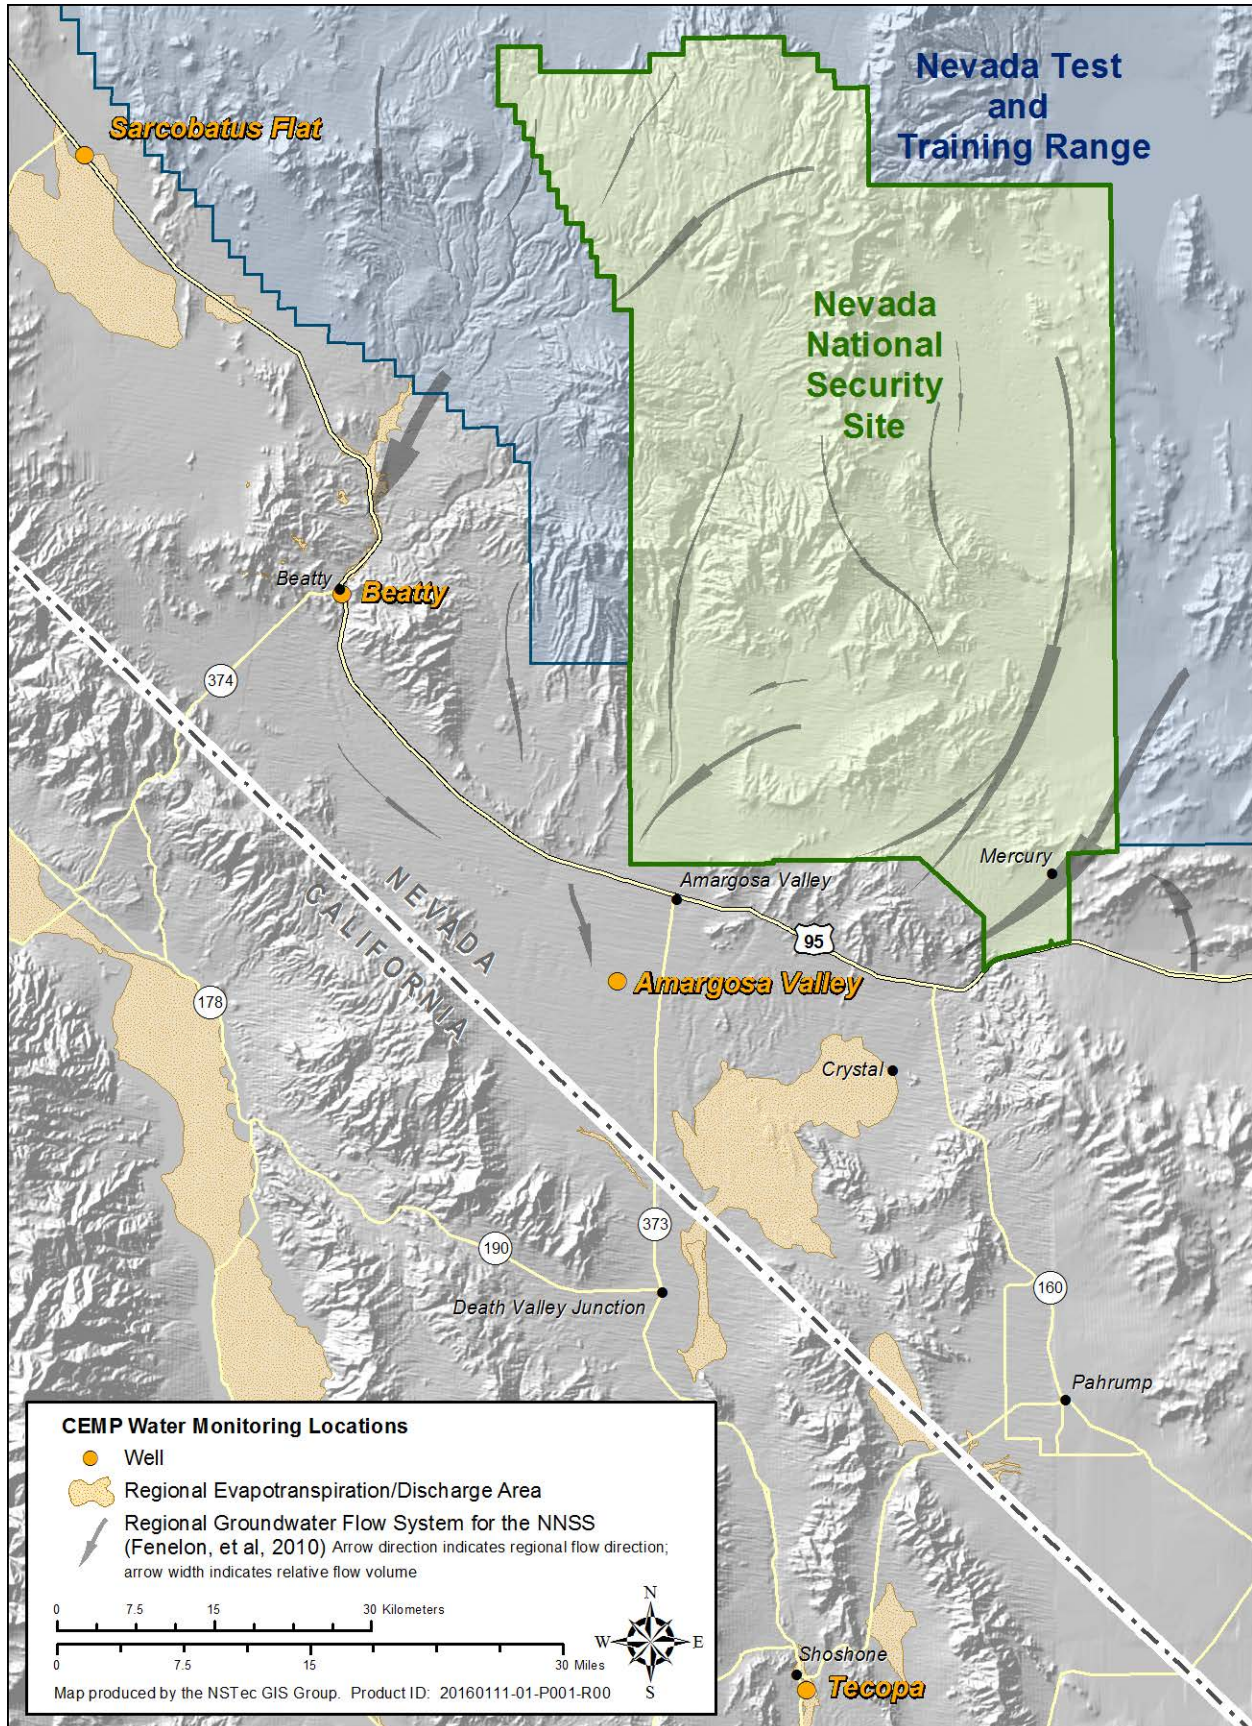 Nevada Test
and
Training Range
Sarcobatus Flat
Nevada
National
Security
Site
Beatty
Beatty
374
Mercury
Amargosa Valley
NEVADA
CALIFORNIA
95
Amargosa Valley
178
Crystal
373
190
160
Death Valley Junction
Pahrump
CEMP Water Monitoring Locations
Well
Regional Evapotranspiration/Discharge Area
Regional Groundwater Flow System for the NNSS
(Fenelon, et al, 2010) Arrow direction indicates regional flow direction;
arrow width indicates relative flow volume
0 7.5 15 30 Kilometers
0 7.5 15 30 Miles
N
W E
S
Map produced by the NSTec GIS Group. Product ID: 20160111-01-P001-R00
Shoshone
Tecopa